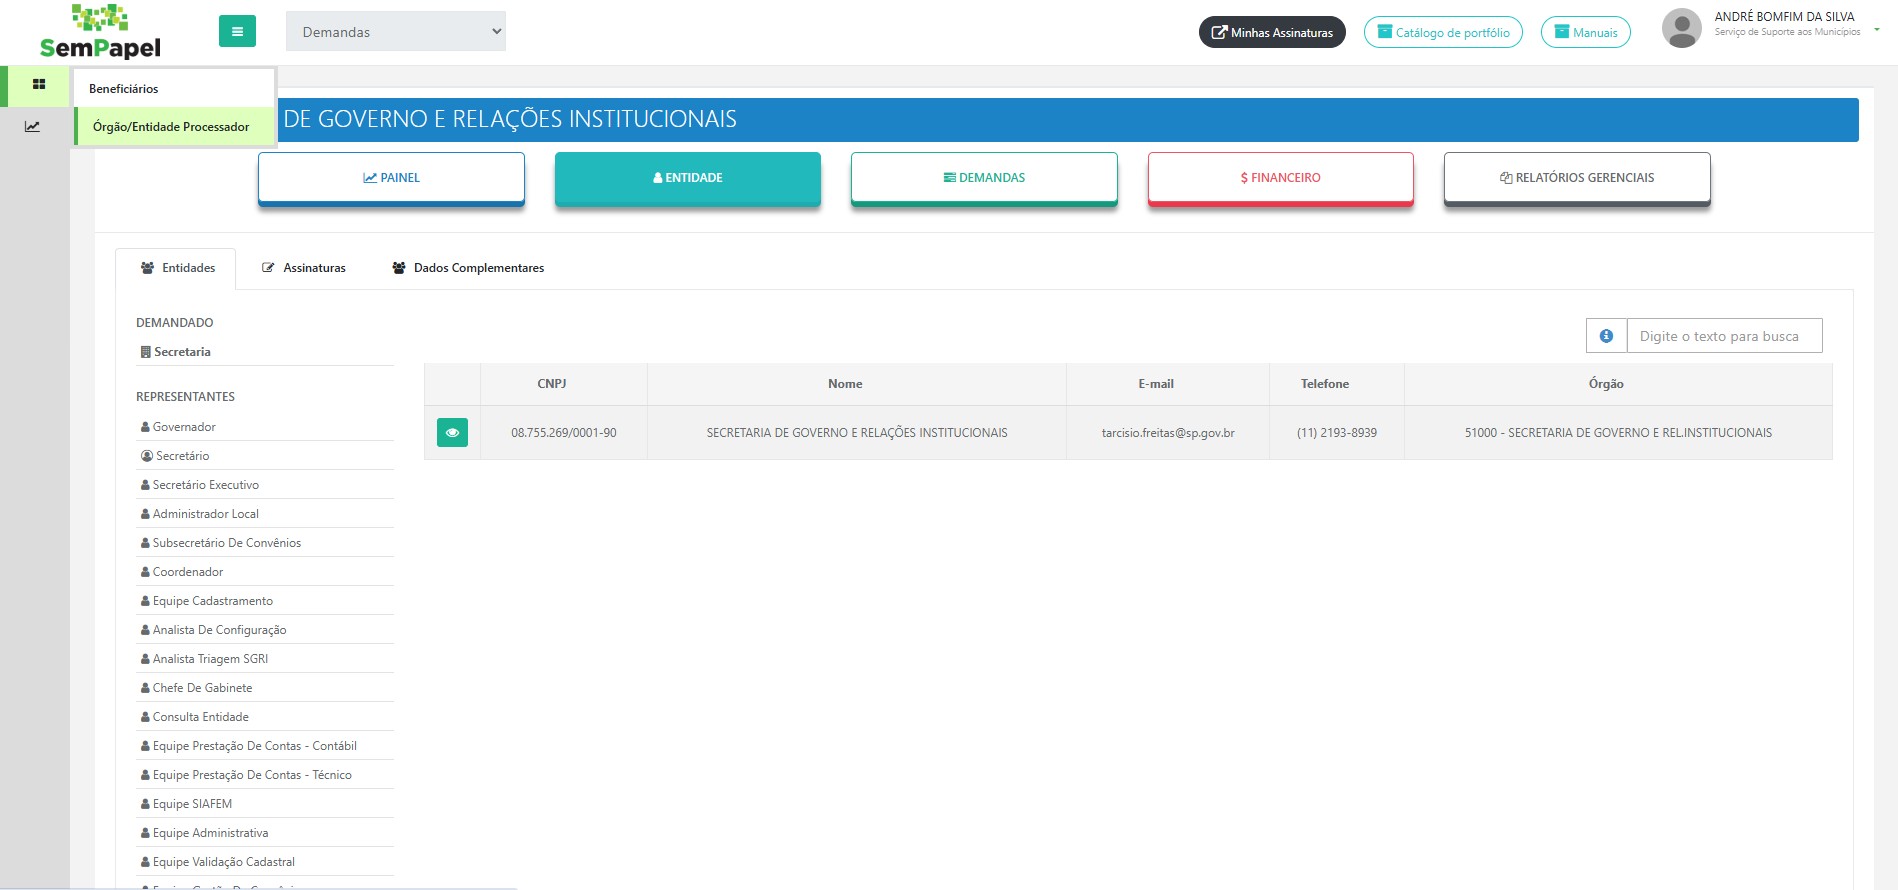 SemPapel
Demandas
Minhas Assinaturas
Catálogo de portfólio
Manuais
ANDRÉ BOMFIM DA SILVA
Serviço de Suporte aos Municípios
Beneficiários
Órgão/Entidade Processador
DE GOVERNO E RELAÇÕES INSTITUCIONAIS
PAINEL
ENTIDADE
DEMANDAS
$ FINANCEIRO
RELATÓRIOS GERENCIAIS
Entidades
Assinaturas
Dados Complementares
DEMANDADO
Secretaria
REPRESENTANTES
Governador
Secretário
Secretário Executivo
Administrador Local
Subsecretário De Convênios
Coordenador
Equipe Cadastramento
Analista De Configuração
Analista Triagem SGRI
Chefe De Gabinete
Consulta Entidade
Equipe Prestação De Contas - Contábil
Equipe Prestação De Contas - Técnico
Equipe SIAFEM
Equipe Administrativa
Equipe Validação Cadastral
Digite o texto para busca
CNPJ Nome E-mail Telefone Órgão
08.755.269/0001-90 SECRETARIA DE GOVERNO E RELAÇÕES INSTITUCIONAIS tarcisio.freitas@sp.gov.br (11) 2193-8939 51000 - SECRETARIA DE GOVERNO E REL.INSTITUCIONAIS